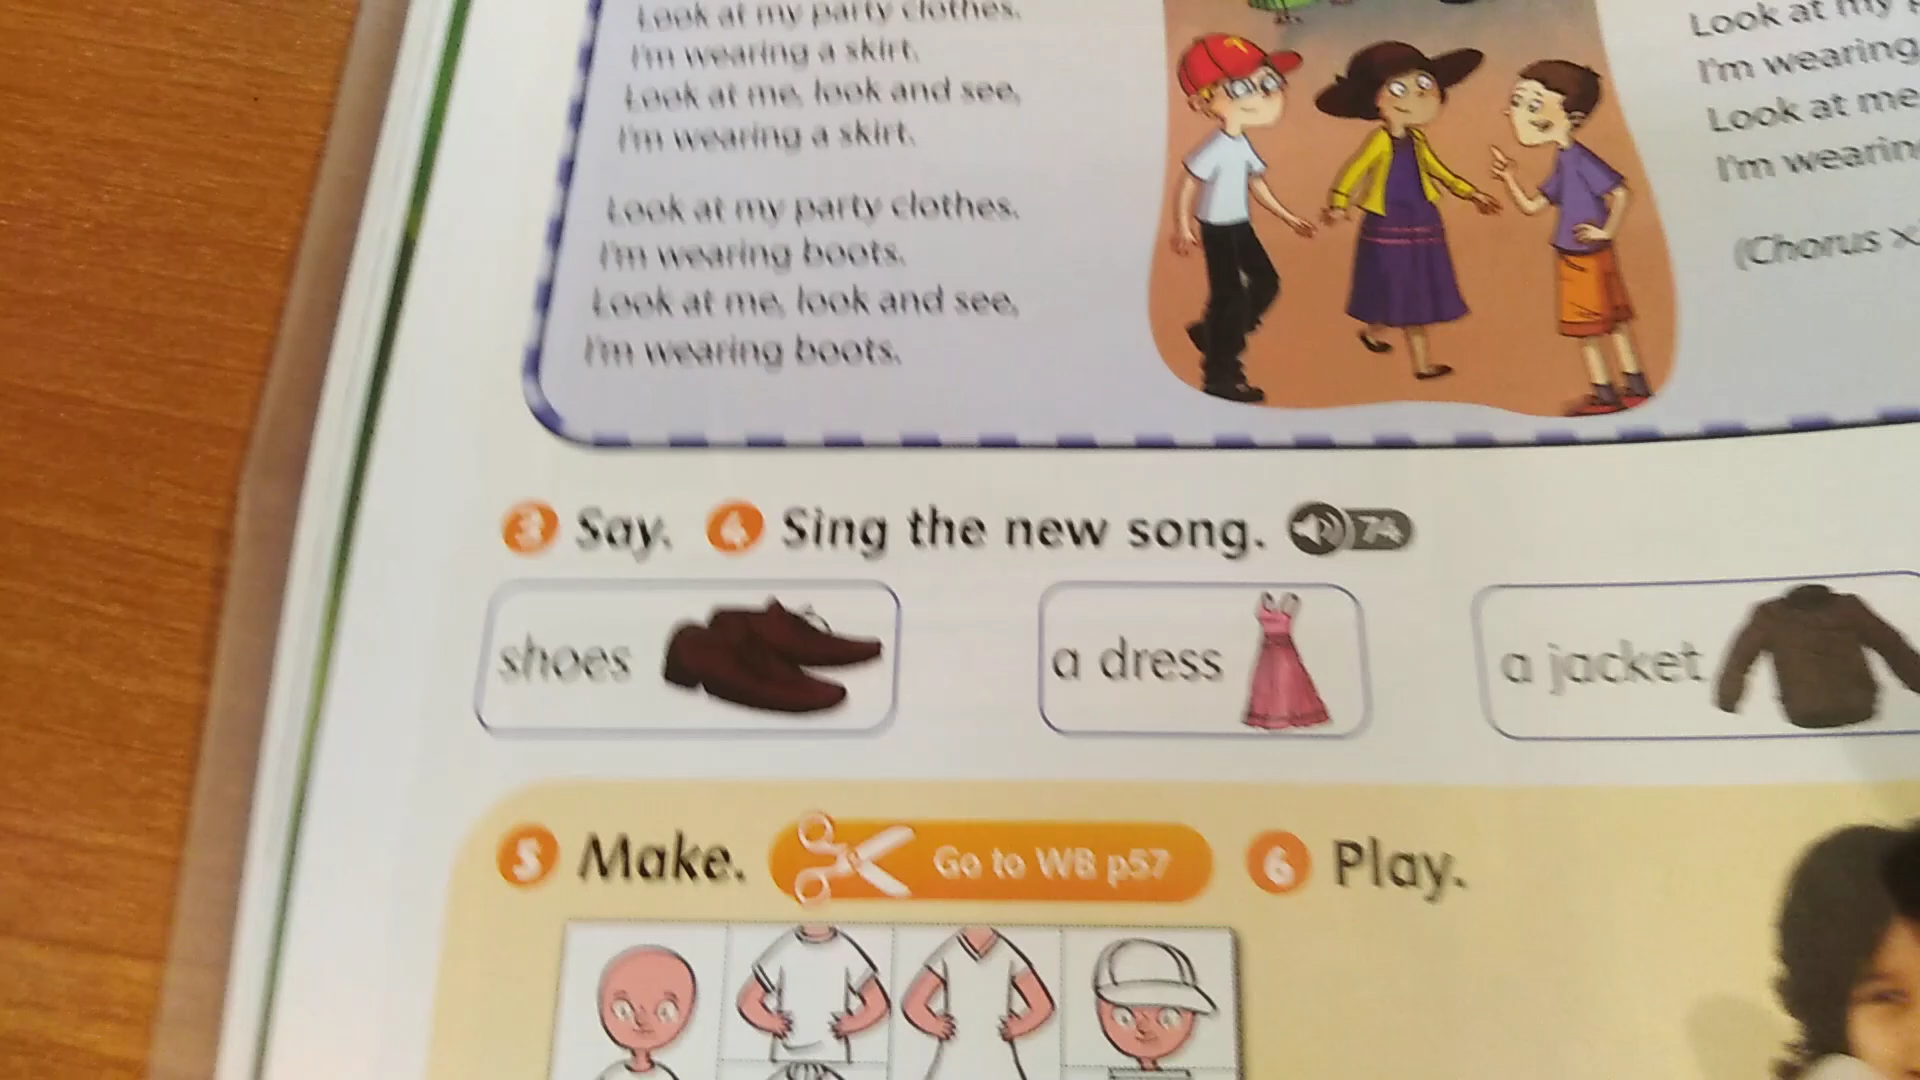 Look at my party clothes.
I'm wearing a skirt.
Look at me, look and see,
I'm wearing a skirt.
Look at my party clothes.
I'm wearing boots.
Look at me, look and see,
I'm wearing boots.
Look at my
I'm wearing
Look at me
I'm wearin
(Chorus ×
3 Say. 4 Sing the new song. 74
shoes
a dress
a jacket
5 Make. Go to WB p57 6 Play.